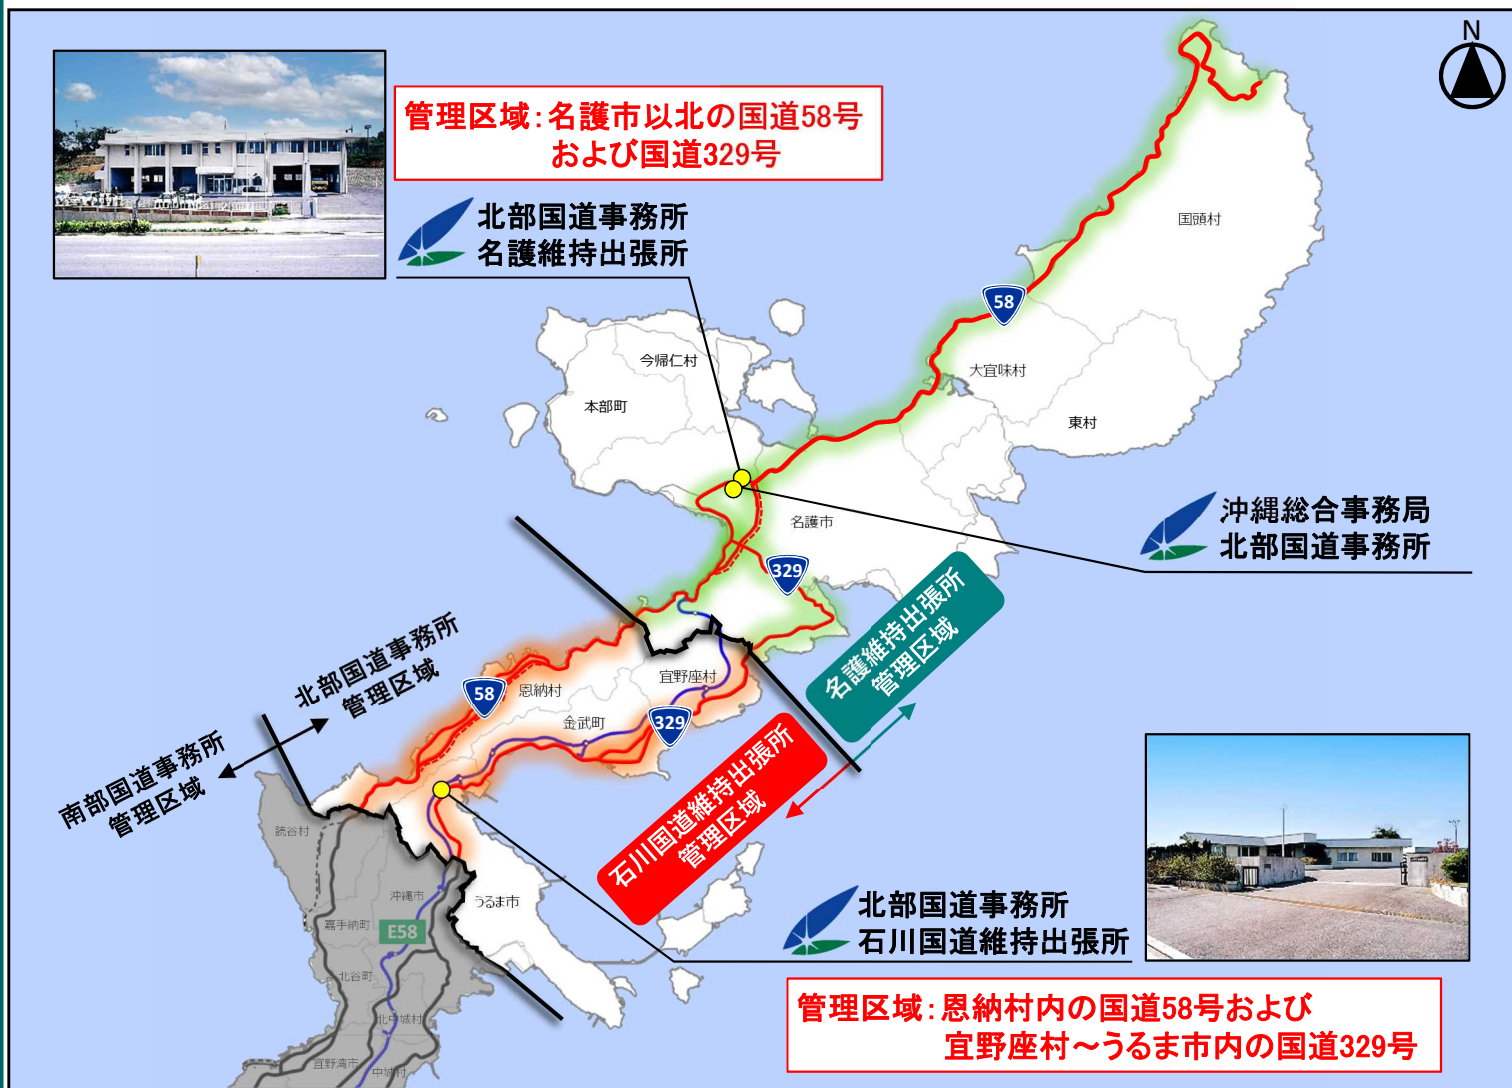 N
管理区域：名護市以北の国道58号
および国道329号
北部国道事務所
名護維持出張所
国頭村
58
今帰仁村
大宜味村
本部町
東村
沖縄総合事務局
北部国道事務所
名護市
329
名護維持出張所
管理区域
北部国道事務所
管理区域
南部国道事務所
管理区域
58
恩納村
宜野座村
金武町
329
石川国道維持出張所
管理区域
読谷村
沖縄市
うるま市
嘉手納町
E58
北谷町
北中城村
宜野湾市
中城村
北部国道事務所
石川国道維持出張所
管理区域：恩納村内の国道58号および
宜野座村～うるま市内の国道329号